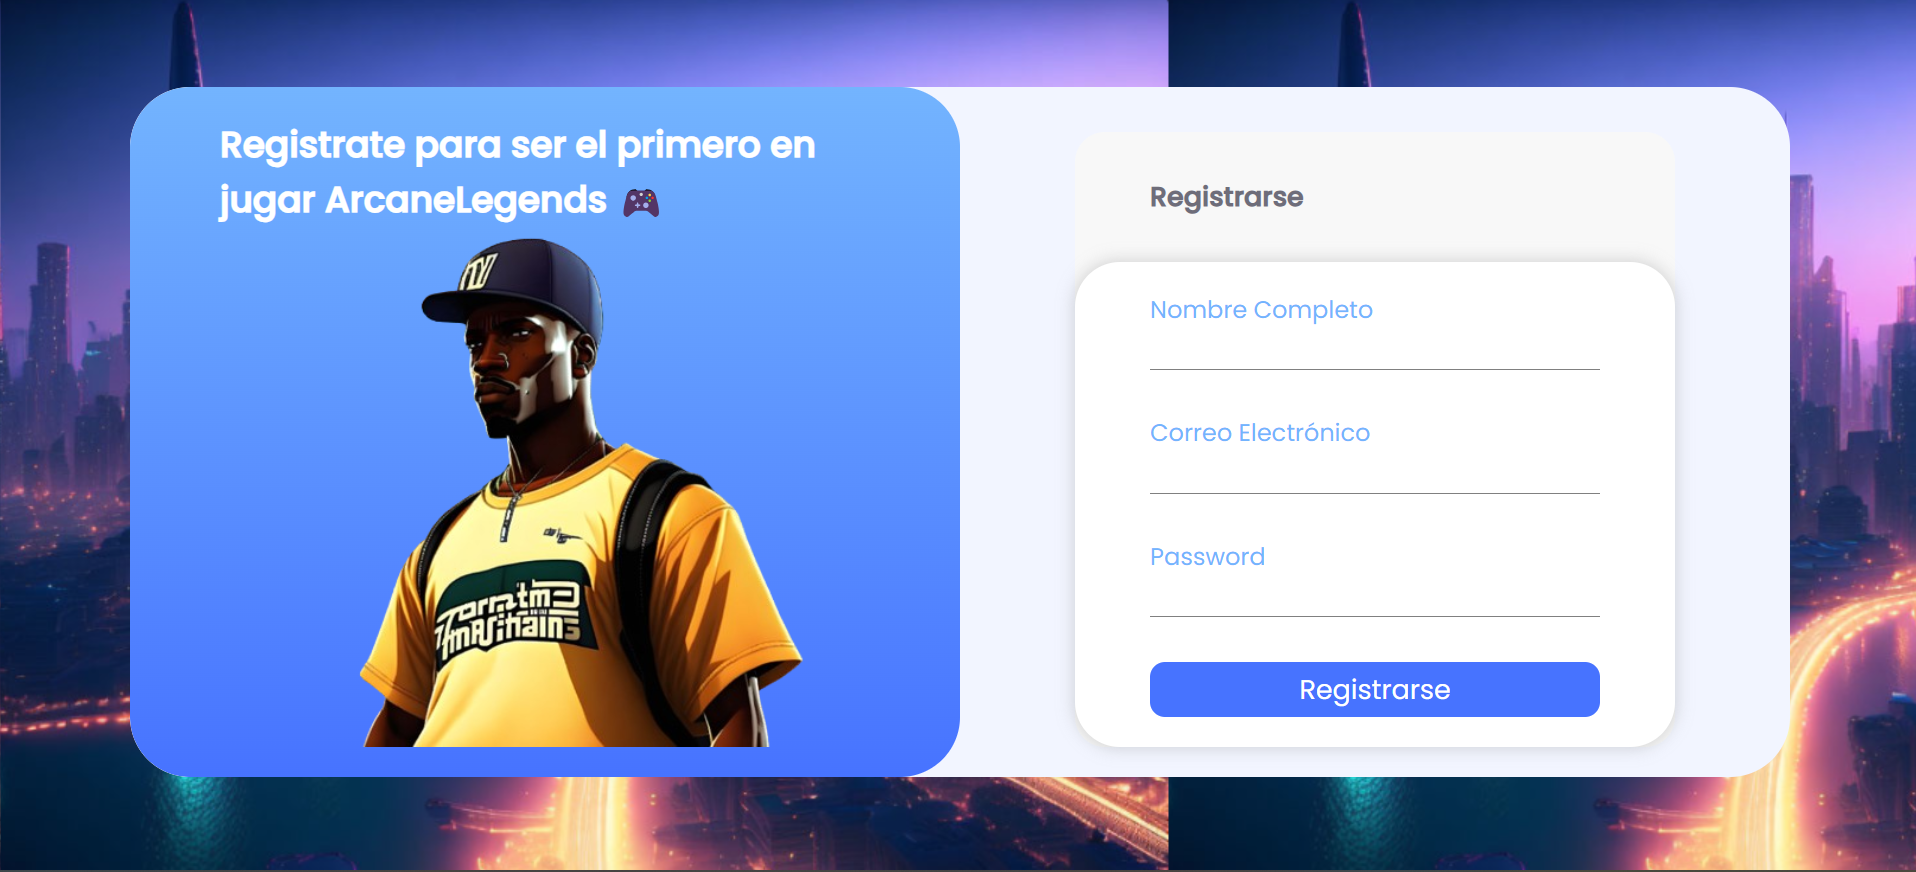 Registrate para ser el primero en
jugar ArcaneLegends 🎮
Registrarse
Nombre Completo
Correo Electrónico
Password
Registrarse